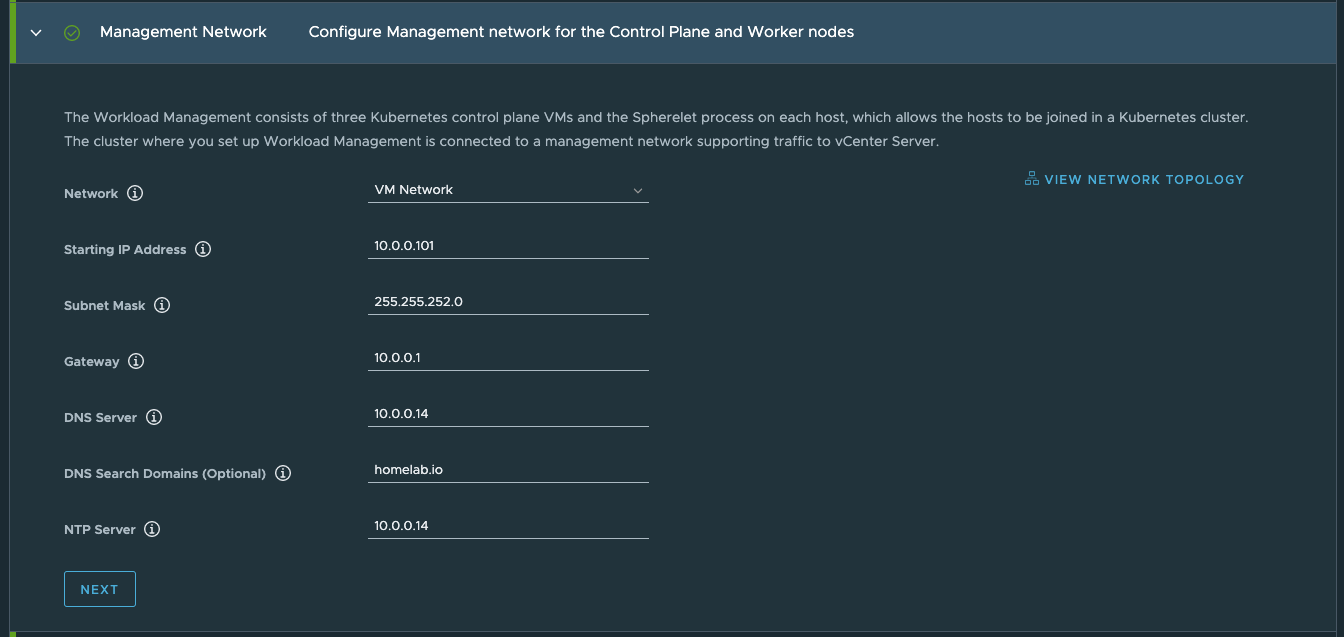 Management Network Configure Management network for the Control Plane and Worker nodes
The Workload Management consists of three Kubernetes control plane VMs and the Spherelet process on each host, which allows the hosts to be joined in a Kubernetes cluster.
The cluster where you set up Workload Management is connected to a management network supporting traffic to vCenter Server.
VIEW NETWORK TOPOLOGY
Network VM Network
Starting IP Address 10.0.0.101
Subnet Mask 255.255.252.0
Gateway 10.0.0.1
DNS Server 10.0.0.14
DNS Search Domains (Optional) homelab.io
NTP Server 10.0.0.14
NEXT